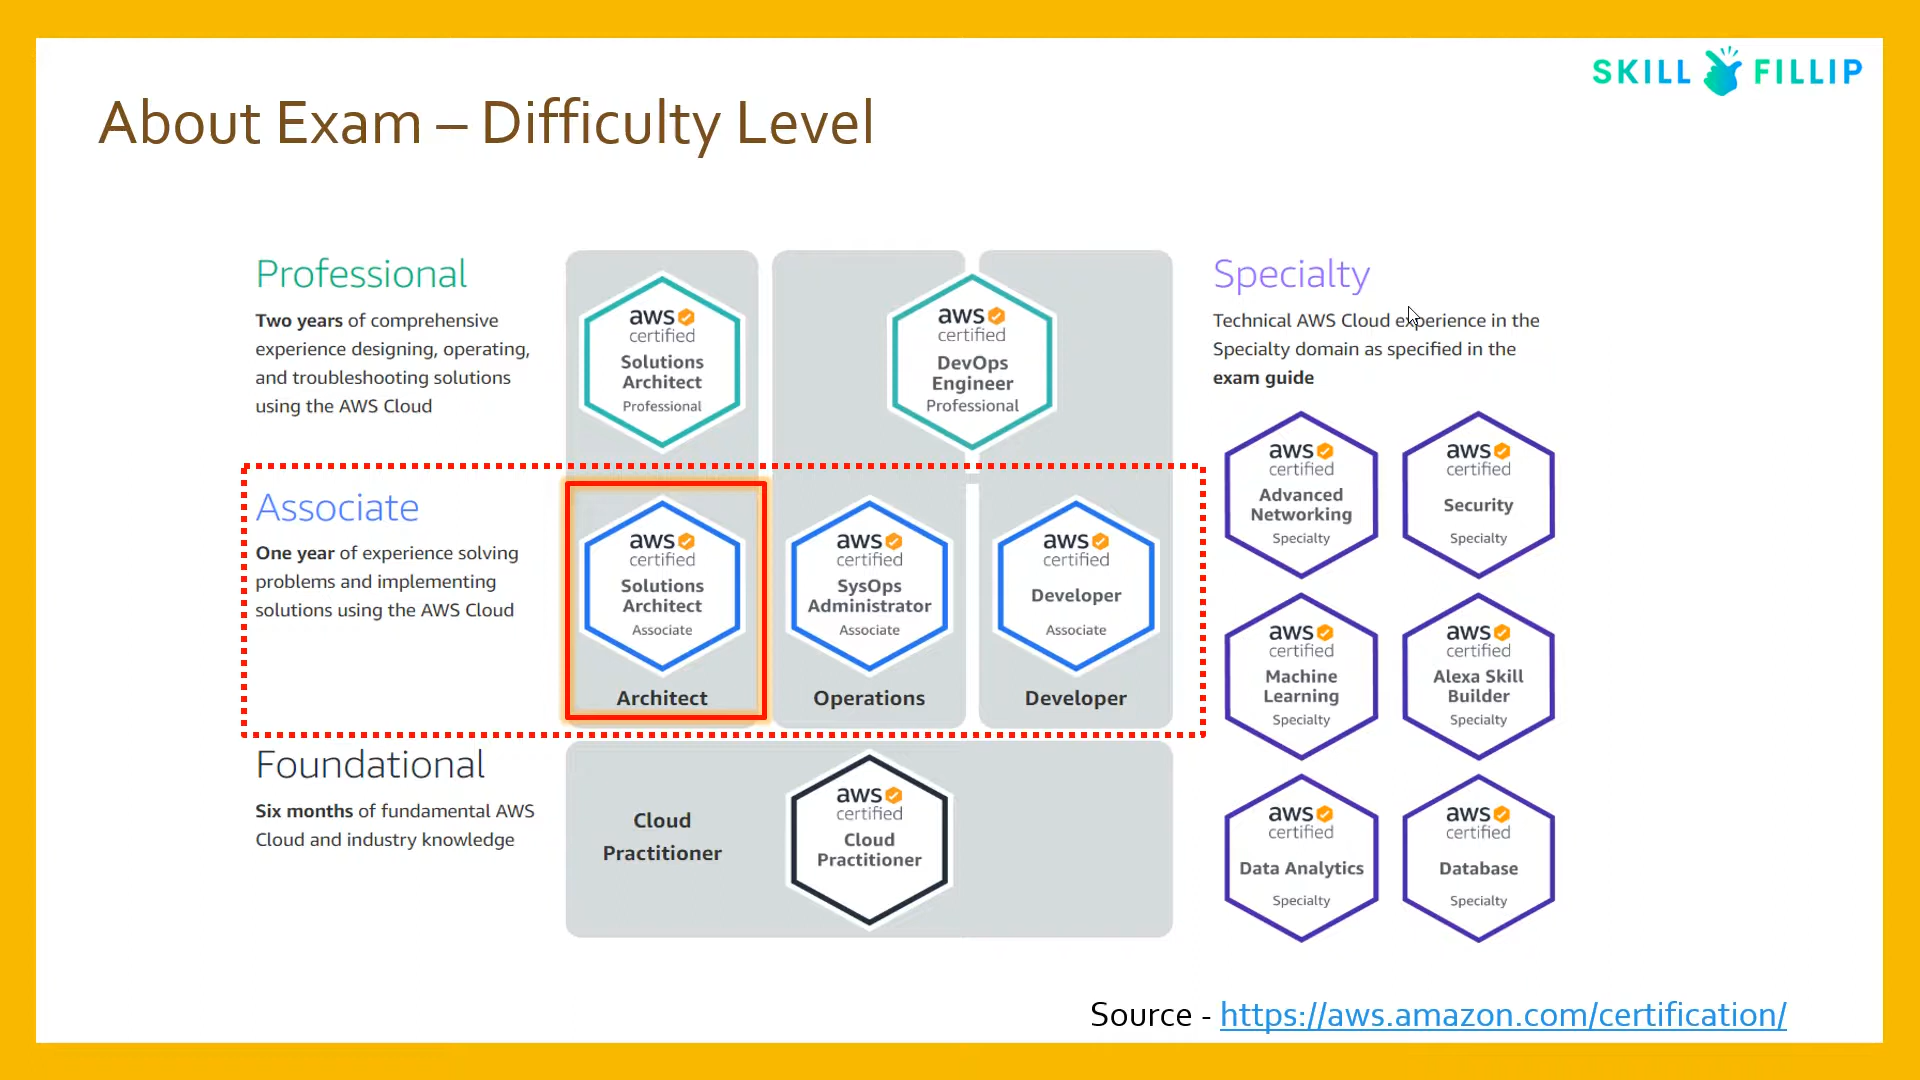 SKILL FILLIP
About Exam – Difficulty Level
Professional
Two years of comprehensive
experience designing, operating,
and troubleshooting solutions
using the AWS Cloud
aws
certified
Solutions
Architect
Professional
aws
certified
DevOps
Engineer
Professional
Associate
One year of experience solving
problems and implementing
solutions using the AWS Cloud
aws
certified
Solutions
Architect
Associate
Architect
aws
certified
SysOps
Administrator
Associate
Operations
aws
certified
Developer
Associate
Developer
Foundational
Six months of fundamental AWS
Cloud and industry knowledge
Cloud
Practitioner
aws
certified
Cloud
Practitioner
Specialty
Technical AWS Cloud experience in the
Specialty domain as specified in the
exam guide
aws
certified
Advanced
Networking
Specialty
aws
certified
Security
Specialty
aws
certified
Machine
Learning
Specialty
aws
certified
Alexa Skill
Builder
Specialty
aws
certified
Data Analytics
Specialty
aws
certified
Database
Specialty
Source - https://aws.amazon.com/certification/